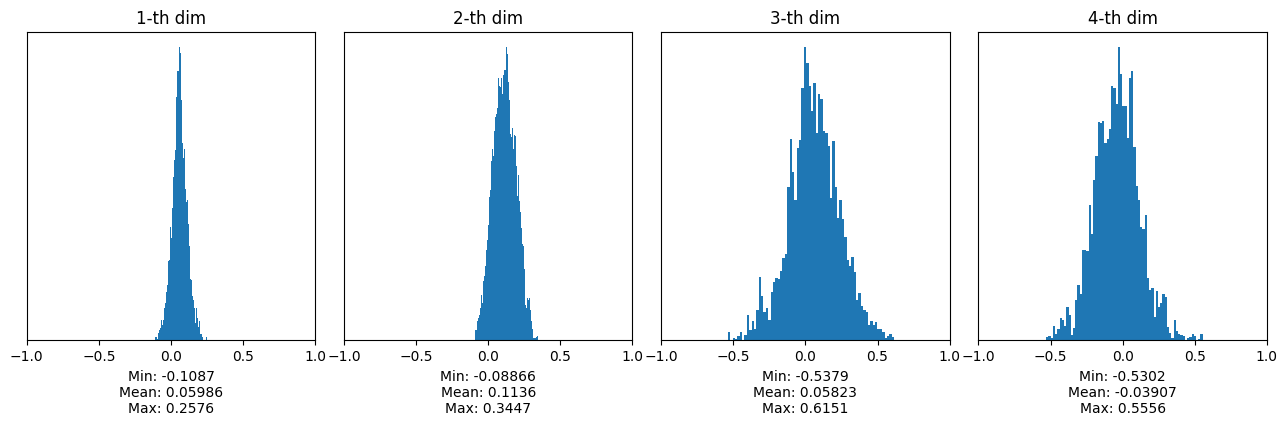 1-th dim 2-th dim 3-th dim 4-th dim
−1.0 −0.5 0.0 0.5 1.0 −1.0 −0.5 0.0 0.5 1.0 −1.0 −0.5 0.0 0.5 1.0 −1.0 −0.5 0.0 0.5 1.0
Min: -0.1087 Min: -0.08866 Min: -0.5379 Min: -0.5302
Mean: 0.05986 Mean: 0.1136 Mean: 0.05823 Mean: -0.03907
Max: 0.2576 Max: 0.3447 Max: 0.6151 Max: 0.5556